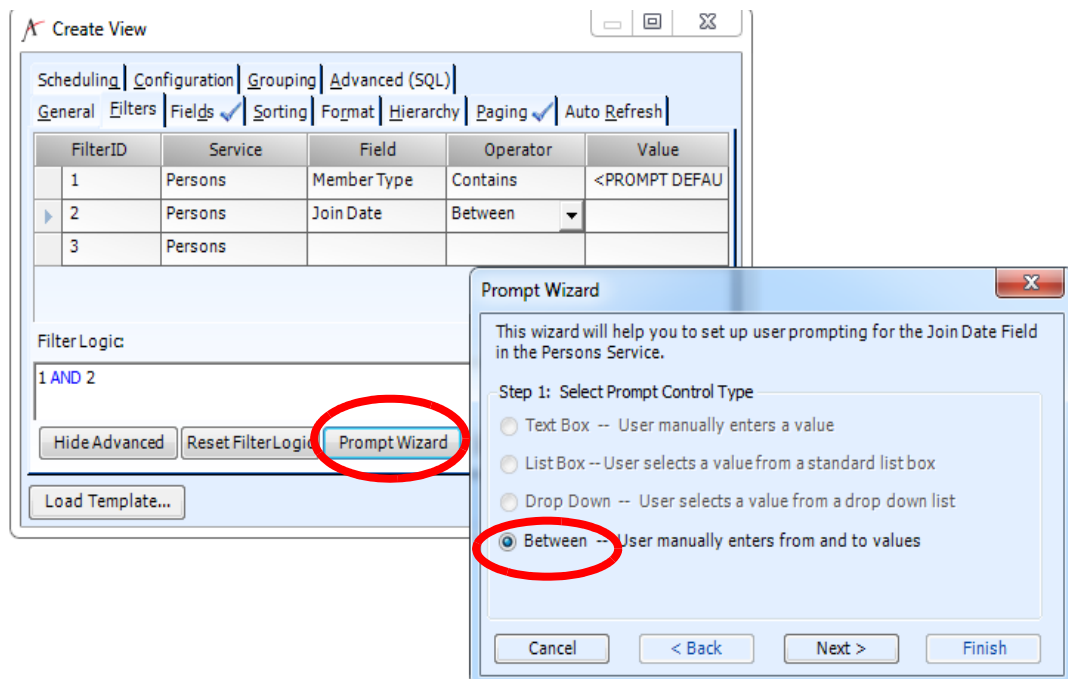 Create View
Scheduling Configuration Grouping Advanced (SQL)
General Filters Fields Sorting Format Hierarchy Paging Auto Refresh
FilterID Service Field Operator Value
1 Persons Member Type Contains <PROMPT DEFAU
2 Persons Join Date Between
3 Persons
Filter Logic:
1 AND 2
Hide Advanced Reset Filter Logic Prompt Wizard
Load Template...
Prompt Wizard
This wizard will help you to set up user prompting for the Join Date Field
in the Persons Service.
Step 1: Select Prompt Control Type
Text Box -- User manually enters a value
List Box -- User selects a value from a standard list box
Drop Down -- User selects a value from a drop down list
Between -- User manually enters from and to values
Cancel < Back Next > Finish